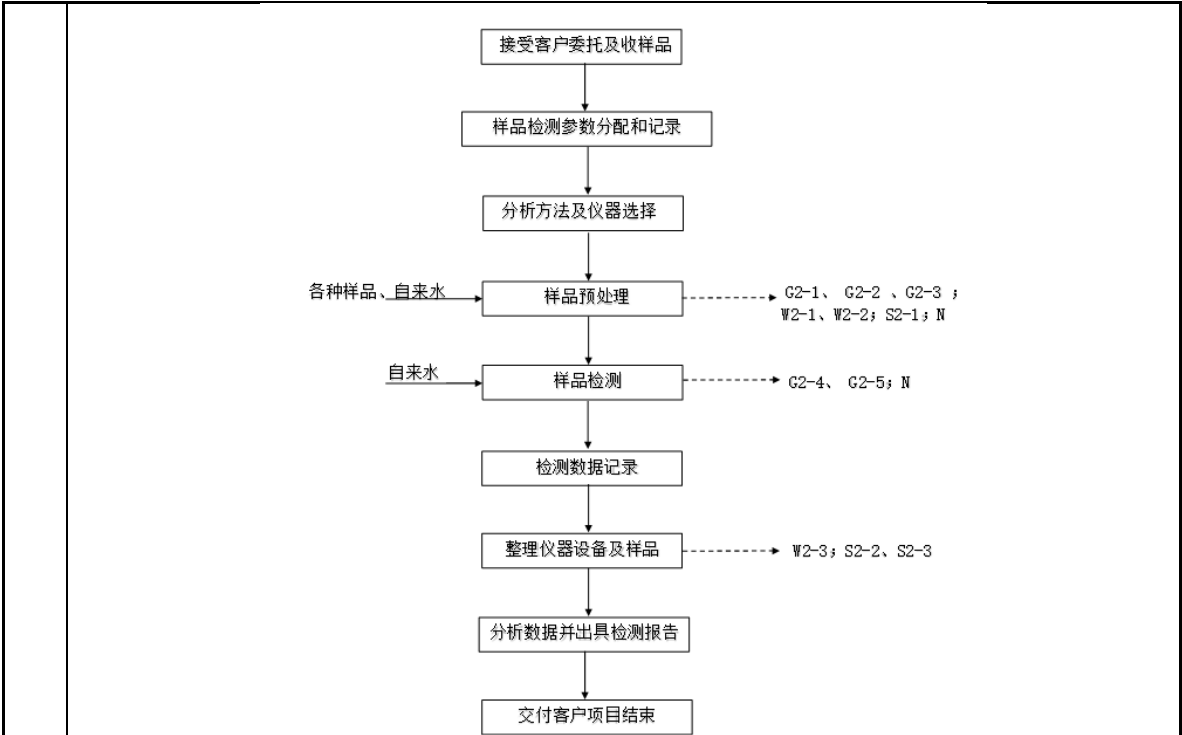 接受客户委托及收样品
样品检测参数分配和记录
分析方法及仪器选择
各种样品、自来水
样品预处理
G2-1、 G2-2 、G2-3 ；
W2-1、W2-2；S2-1；N
自来水
样品检测
G2-4、 G2-5；N
检测数据记录
整理仪器设备及样品
W2-3；S2-2、S2-3
分析数据并出具检测报告
交付客户项目结束